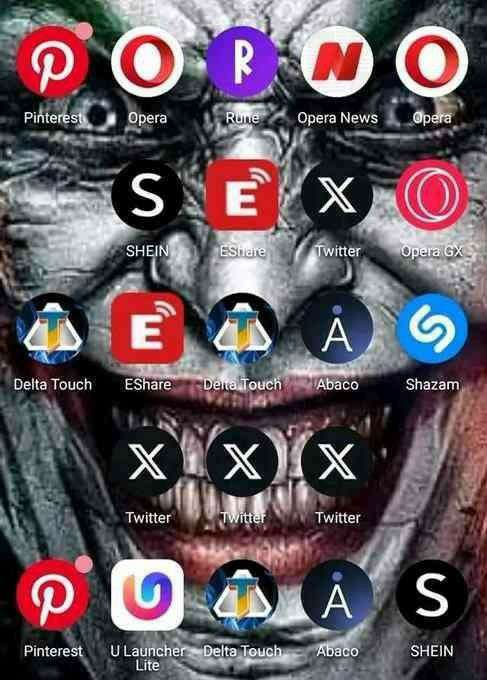 Pinterest Opera Rune Opera News Opera
SHEIN EShare Twitter Opera GX
Delta Touch EShare Delta Touch Abaco Shazam
Twitter Twitter Twitter
Pinterest U Launcher Lite Delta Touch Abaco SHEIN